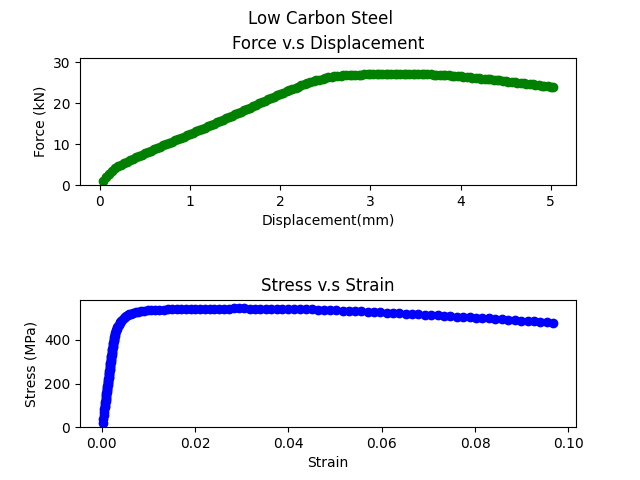 Low Carbon Steel
Force v.s Displacement
30
20
10
0
Force (kN)
0 1 2 3 4 5
Displacement(mm)
Stress v.s Strain
400
200
0
Stress (MPa)
0.00 0.02 0.04 0.06 0.08 0.10
Strain